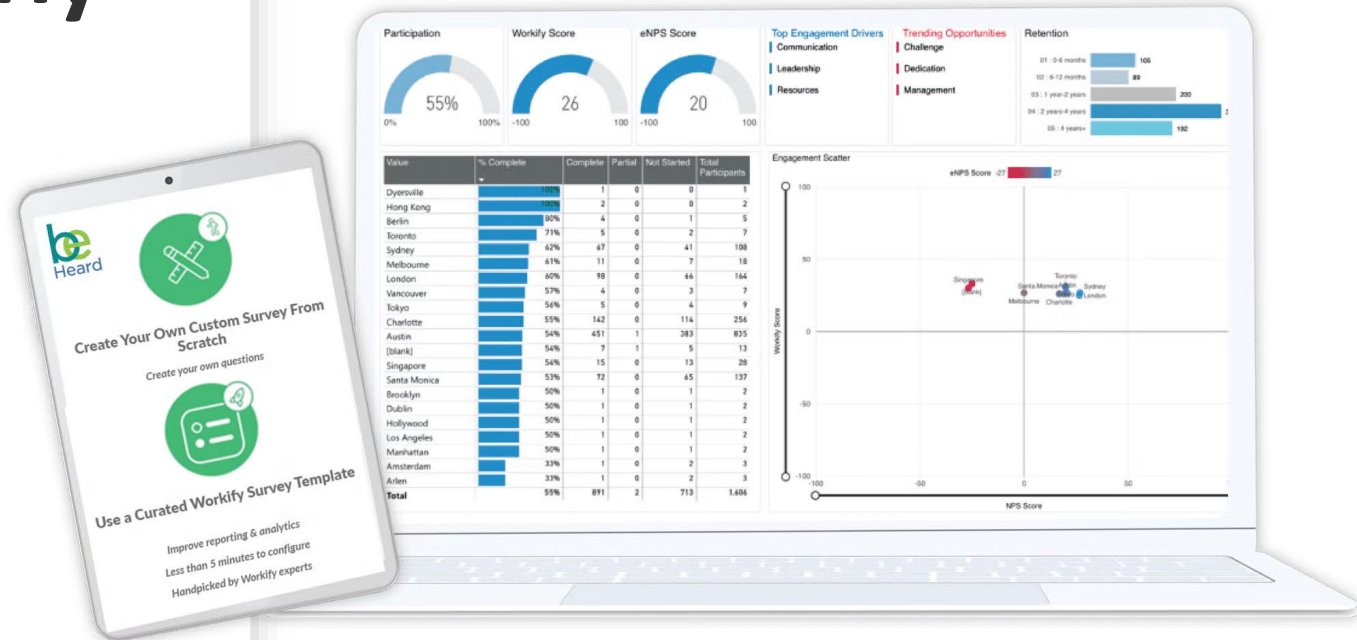 be
Heard
Create Your Own Custom Survey From
Scratch
Create your own questions
Use a Curated Workify Survey Template
Improve reporting & analytics
Less than 5 minutes to configure
Handpicked by Workify experts
Participation
55%
0% 100%
Workify Score
26
-100 100
eNPS Score
20
-100 100
Top Engagement Drivers
Communication
Leadership
Resources
Trending Opportunities
Challenge
Dedication
Management
Retention
01 : 0-6 months 105
02 : 6-12 months 89
03 : 1 year-2 years 200
04 : 2 years-4 years
05 : 4 years+ 192
Value % Complete Complete Partial Not Started Total Participants
Dyersville 100% 1 0 0 1
Hong Kong 100% 2 0 0 2
Berlin 80% 4 0 1 5
Toronto 71% 5 0 2 7
Sydney 62% 67 0 41 108
Melbourne 61% 11 0 7 18
London 60% 98 0 66 164
Vancouver 57% 4 0 3 7
Tokyo 56% 5 0 4 9
Charlotte 55% 142 0 114 256
Austin 54% 451 1 383 835
[blank] 54% 7 1 5 13
Singapore 54% 15 0 13 28
Santa Monica 53% 72 0 65 137
Brooklyn 50% 1 0 1 2
Dublin 50% 1 0 1 2
Hollywood 50% 1 0 1 2
Los Angeles 50% 1 0 1 2
Manhattan 50% 1 0 1 2
Amsterdam 33% 1 0 2 3
Arlen 33% 1 0 2 3
Total 55% 891 2 713 1,606
Engagement Scatter
eNPS Score -27 27
100
50
0
-50
-100
Workify Score
Singapore
[blank]
Toronto
Santa Monica Austin Sydney
London
Melbourne Charlotte
-100 -50 0 50
NPS Score